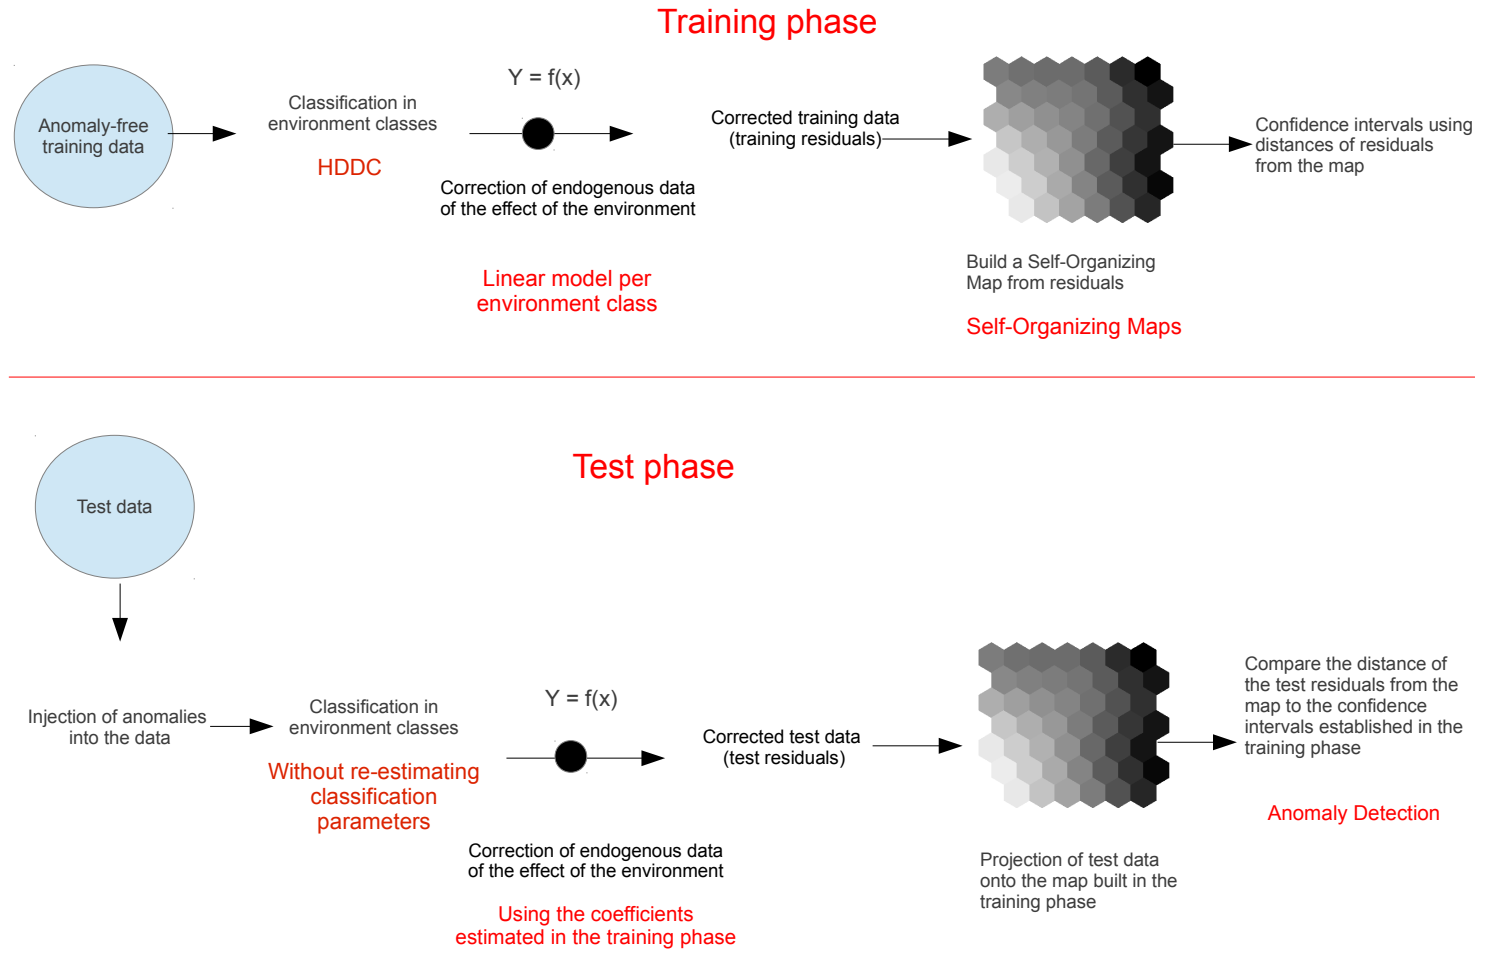 Training phase
Anomaly-free
training data
Classification in
environment classes
HDDC
Y = f(x)
Correction of endogenous data
of the effect of the environment
Linear model per
environment class
Corrected training data
(training residuals)
Build a Self-Organizing
Map from residuals
Self-Organizing Maps
Confidence intervals using
distances of residuals
from the map
Test phase
Test data
Injection of anomalies
into the data
Classification in
environment classes
Without re-estimating
classification
parameters
Y = f(x)
Correction of endogenous data
of the effect of the environment
Using the coefficients
estimated in the training phase
Corrected test data
(test residuals)
Projection of test data
onto the map built in the
training phase
Compare the distance of
the test residuals from the
map to the confidence
intervals established in the
training phase
Anomaly Detection